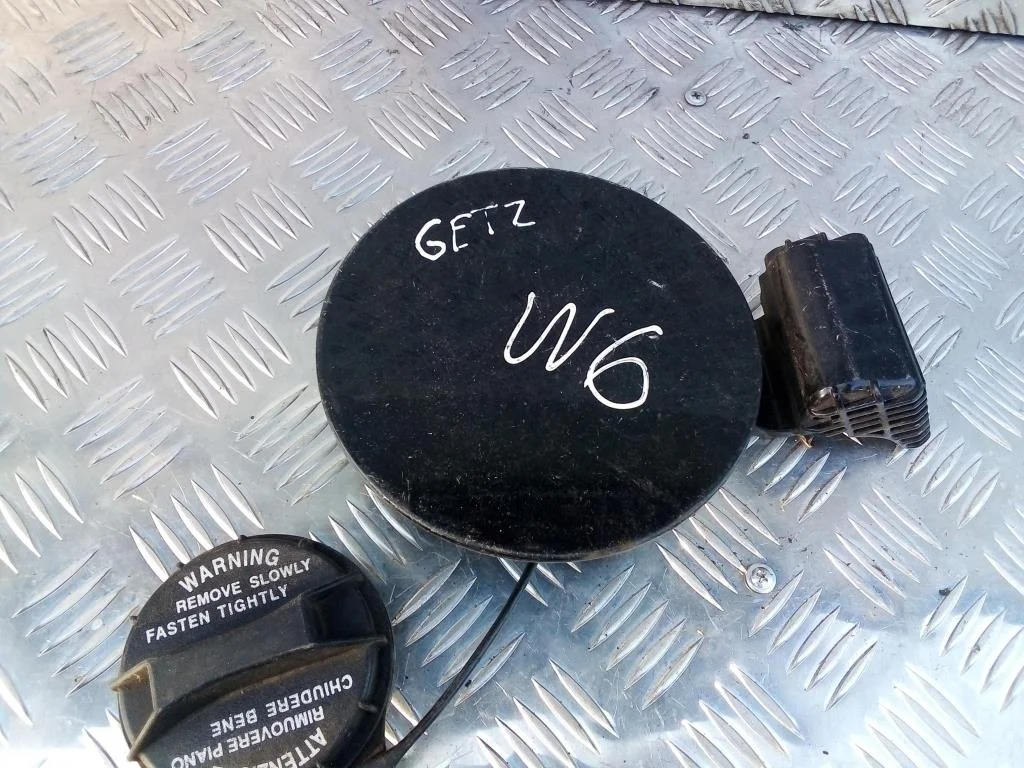 GETZ
W6
WARNING
REMOVE SLOWLY
FASTEN TIGHTLY
RIMUOVERE PIANO
CHIUDERE BENE